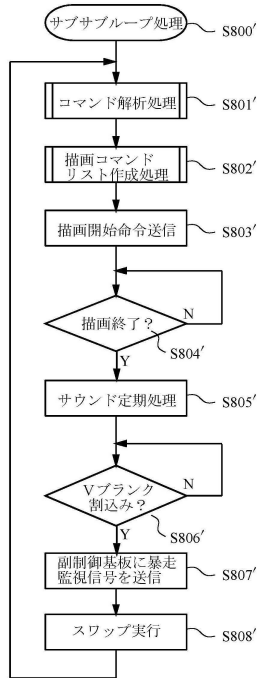 サブサブループ処理
S800′
コマンド解析処理
S801′
描画コマンド
リスト作成処理
S802′
描画開始命令送信
S803′
描画終了？
N
S804′
Y
サウンド定期処理
S805′
Vブランク
割込み？
N
S806′
Y
副制御基板に暴走
監視信号を送信
S807′
スワップ実行
S808′